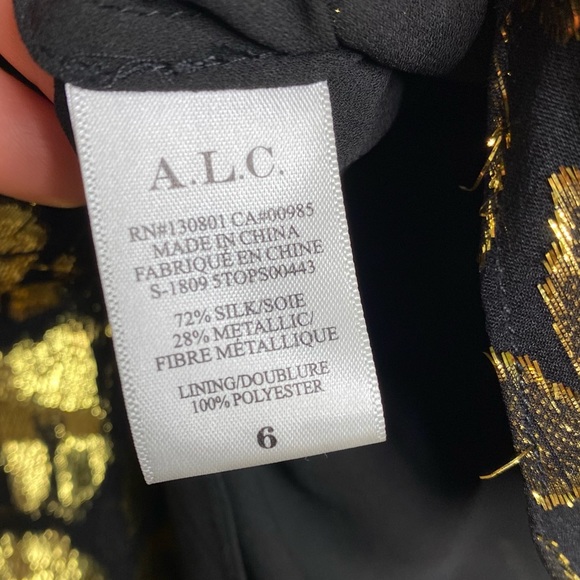 A.L.C.
RN#130801 CA#00985
MADE IN CHINA
FABRIQUÉ EN CHINE
S-1809 5TOPS00443
72% SILK/SOIE
28% METALLIC/
FIBRE MÉTALLIQUE
LINING/DOUBLURE
100% POLYESTER
6